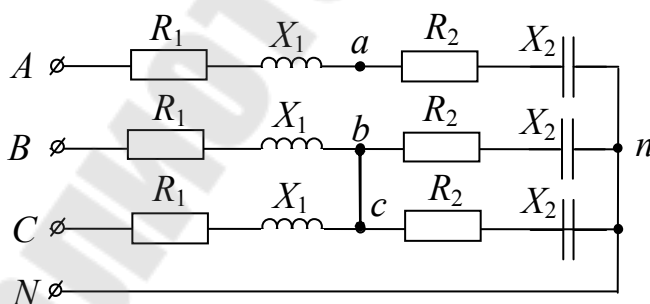 A R₁ X₁ a R₂ X₂
B R₁ X₁ b R₂ X₂ n
C R₁ X₁ c R₂ X₂
N